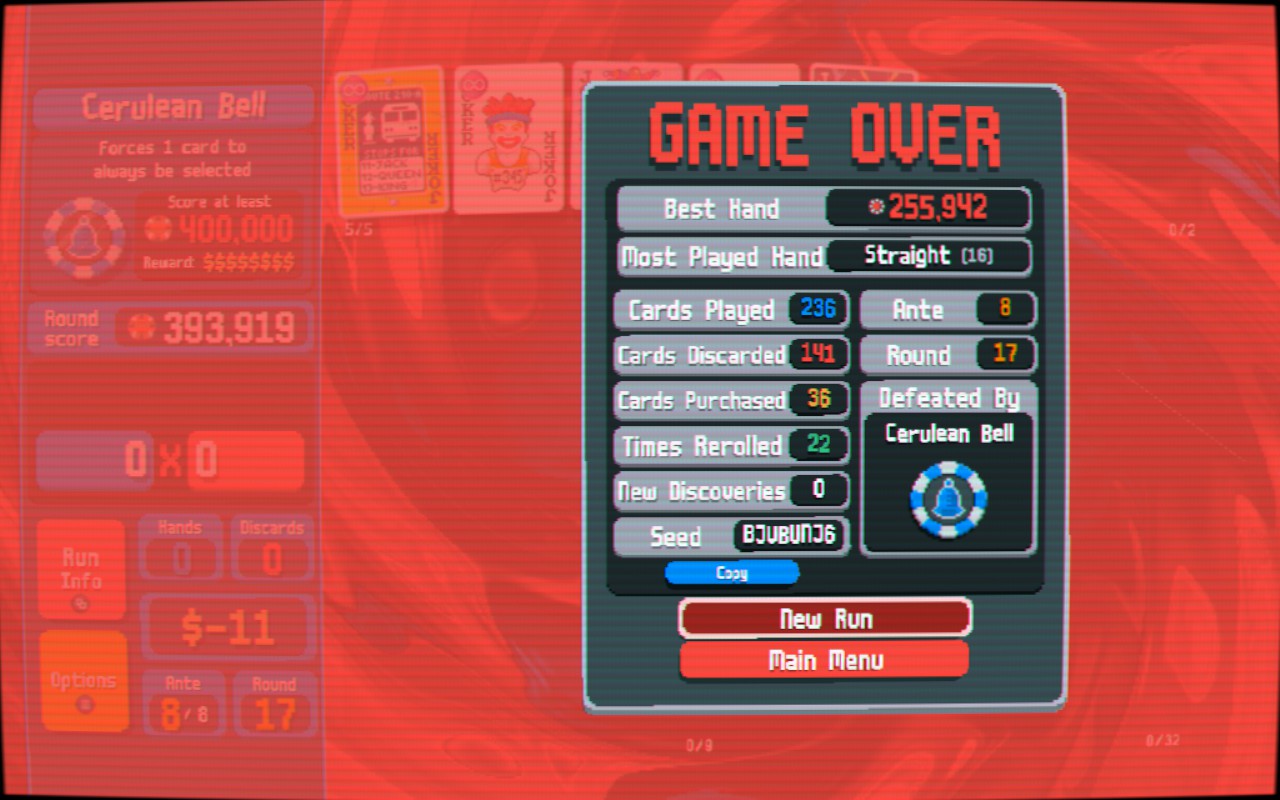 Cerulean Bell
Forces 1 card to
always be selected
Score at least
400,000
Reward: $$$$$$$$
Round
score
393,919
0 X 0
Run
Info
Hands
0
Discards
0
$-11
Options
Ante
8/8
Round
17
5/5
0/2
0/9
0/32
GAME OVER
Best Hand 255,942
Most Played Hand Straight (16)
Cards Played 236
Cards Discarded 141
Cards Purchased 36
Times Rerolled 22
New Discoveries 0
Seed BJVBUNJ6
Copy
Ante 8
Round 17
Defeated By
Cerulean Bell
New Run
Main Menu